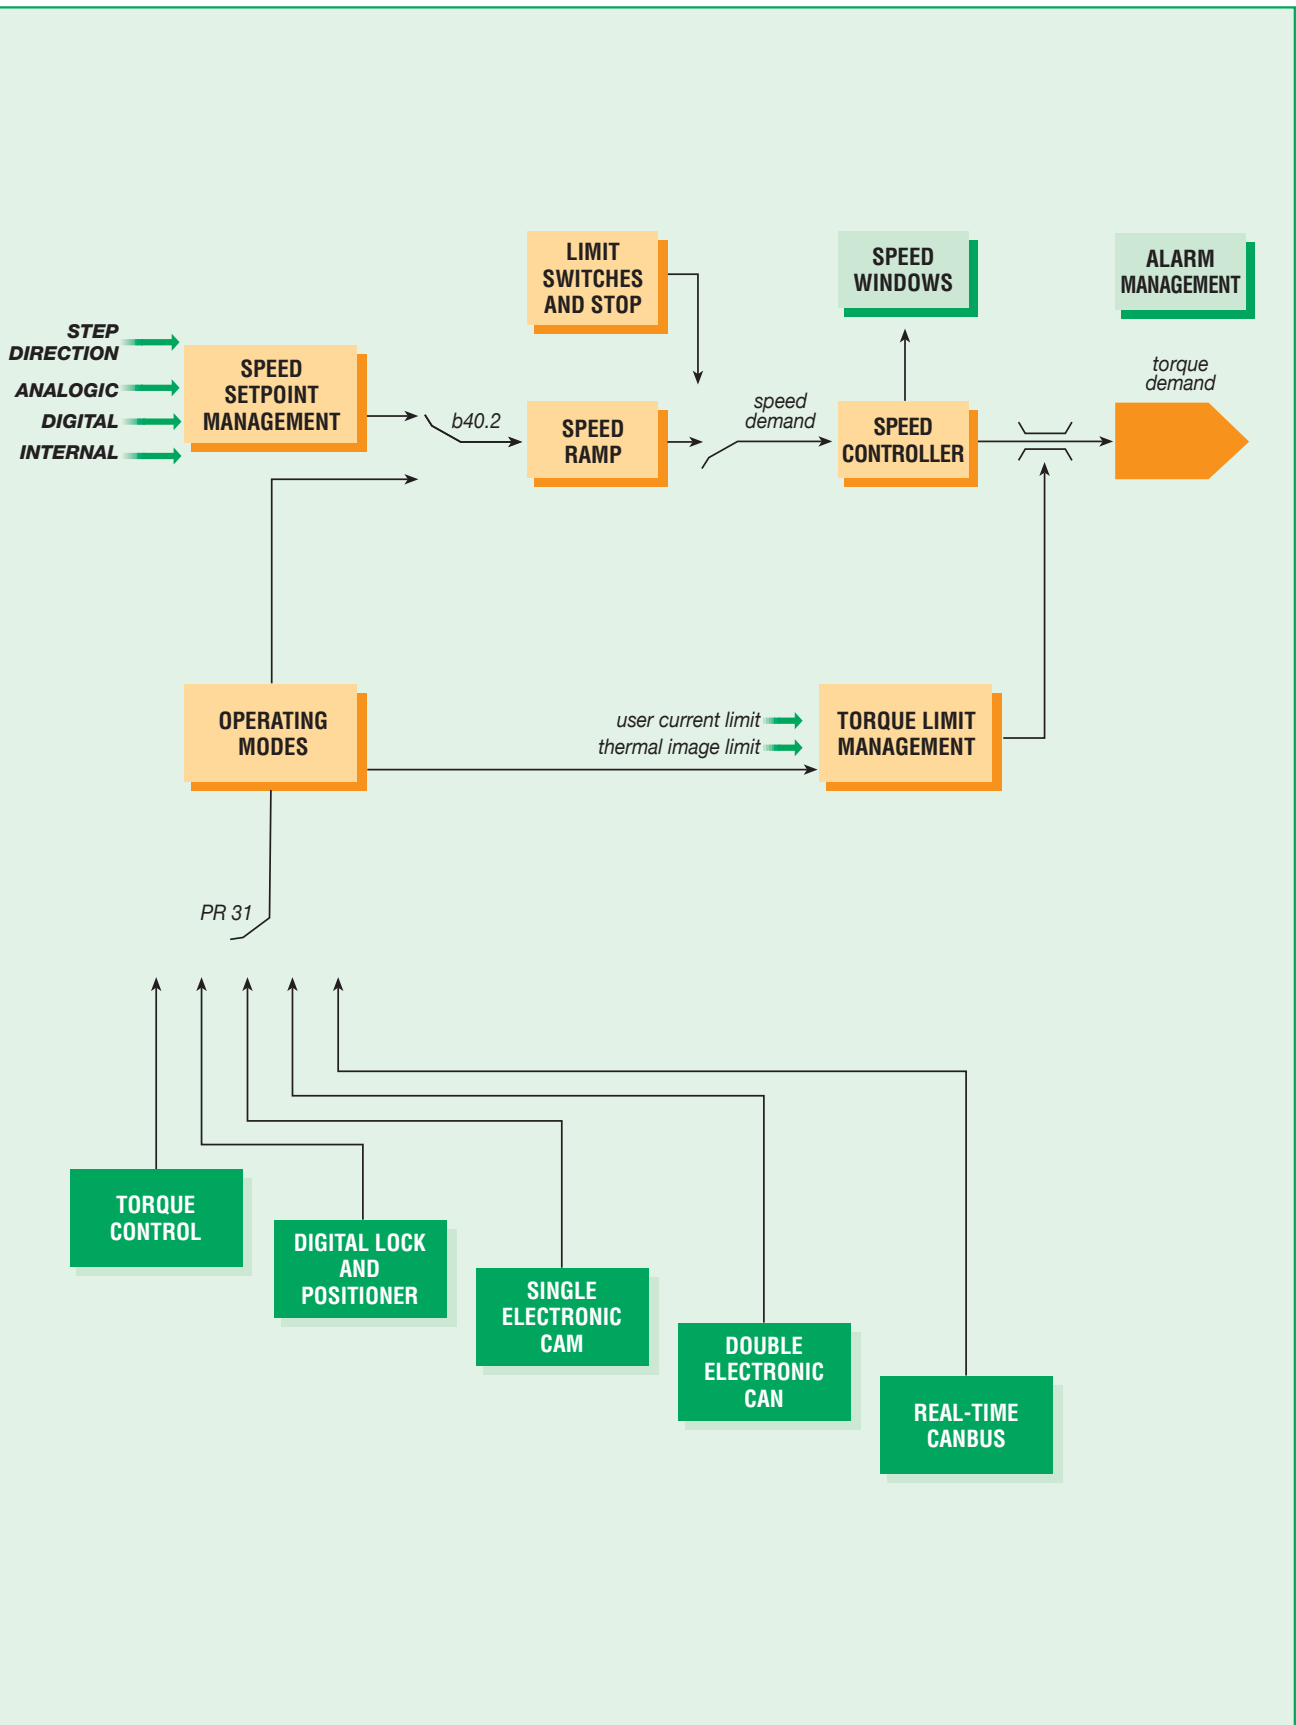 LIMIT
SWITCHES
AND STOP
SPEED
WINDOWS
ALARM
MANAGEMENT
STEP
DIRECTION
ANALOGIC
DIGITAL
INTERNAL
SPEED
SETPOINT
MANAGEMENT
b40.2
SPEED
RAMP
speed
demand
SPEED
CONTROLLER
torque
demand
OPERATING
MODES
user current limit
thermal image limit
TORQUE LIMIT
MANAGEMENT
PR 31
TORQUE
CONTROL
DIGITAL LOCK
AND
POSITIONER
SINGLE
ELECTRONIC
CAM
DOUBLE
ELECTRONIC
CAN
REAL-TIME
CANBUS